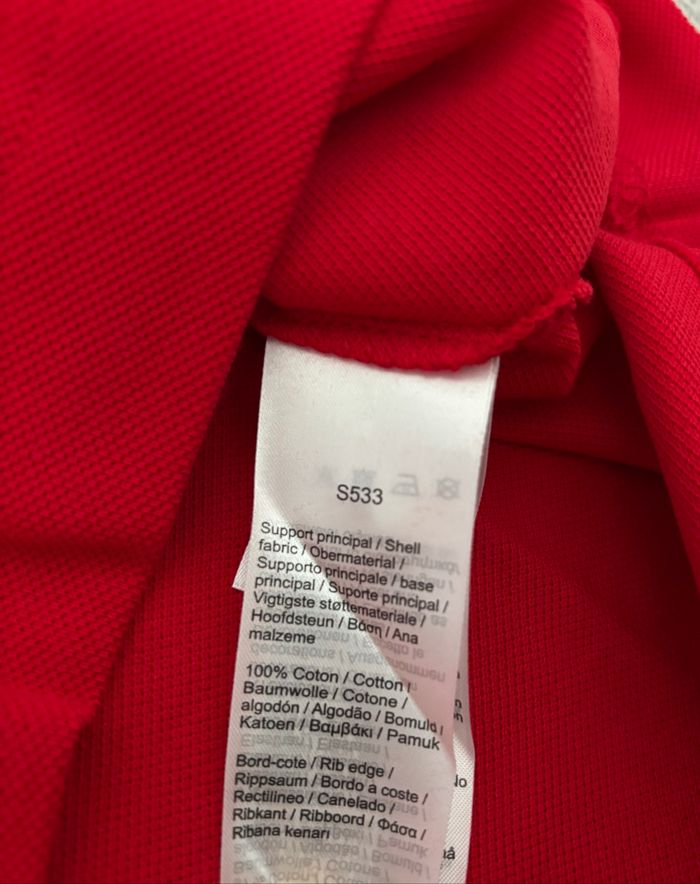 S533
Support principal / Shell
fabric / Obermaterial /
Supporto principale / base
principal / Suporte principal /
Vigtigste støttemateriale /
Hoofdsteun / Βάση / Ana
malzeme
100% Coton / Cotton /
Baumwolle / Cotone /
algodón / Algodão / Bomuld /
Katoen / Βαμβάκι / Pamuk
Bord-cote / Rib edge /
Rippsaum / Bordo a coste /
Rectilineo / Canelado /
Ribkant / Ribboord / Φάσα /
Ribana kenari